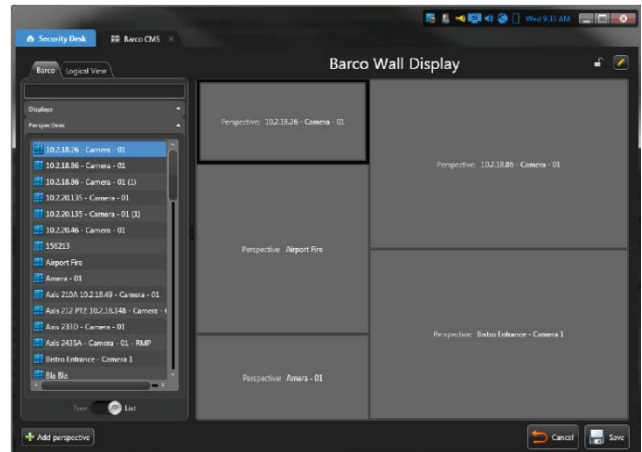 Wed 9:31 AM
Security Desk
Barco CMS
Barco
Logical View
Barco Wall Display
Displays
Perspectives
10.2.18.26 - Camera - 01
10.2.18.86 - Camera - 01
10.2.18.86 - Camera - 01 (1)
10.2.20.135 - Camera - 01
10.2.20.135 - Camera - 01 (1)
10.2.20.46 - Camera - 01
150213
Airport Fire
Amera - 01
Axis 210A 10.2.18.49 - Camera - 01
Axis 212 PTZ 10.2.18.148 - Camera -
Axis 233D - Camera - 01
Axis 243SA - Camera - 01 - RMP
Bistro Entrance - Camera 1
Bla Bla
Tree
List
Perspective: 10.2.18.26 - Camera - 01
Perspective: 10.2.18.86 - Camera - 01
Perspective: Airport Fire
Perspective: Bistro Entrance - Camera 1
Perspective: Amera - 01
Add perspective
Cancel
Save